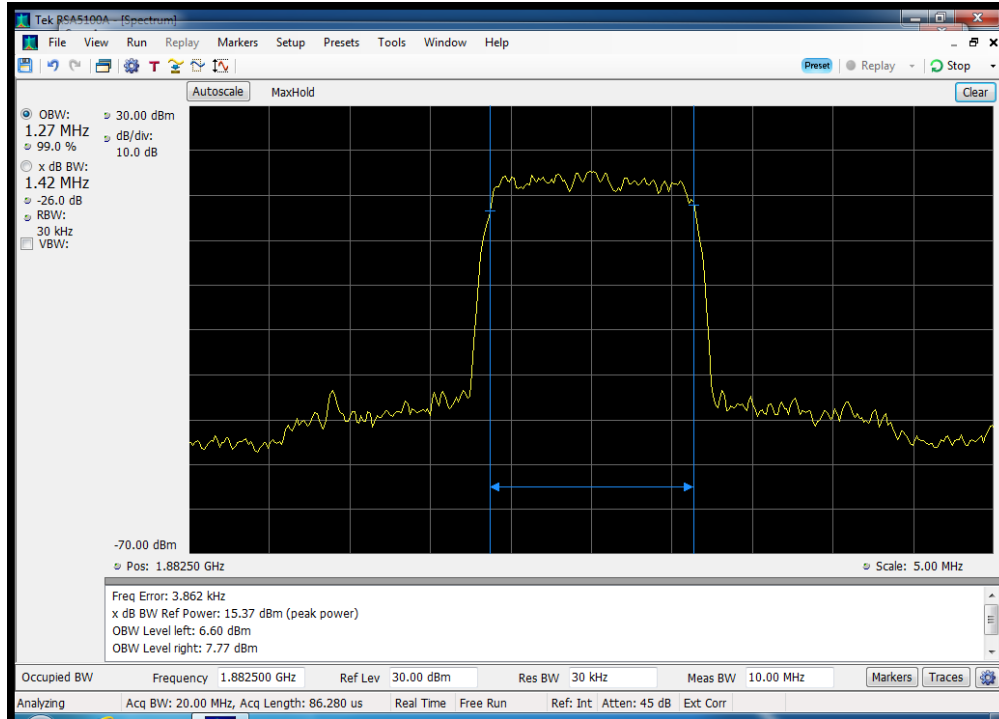 Tek RSA5100A - [Spectrum]
File View Run Replay Markers Setup Presets Tools Window Help
T Preset Replay Stop
Autoscale MaxHold Clear
OBW: 30.00 dBm
1.27 MHz dB/div:
99.0 % 10.0 dB
x dB BW:
1.42 MHz
-26.0 dB
RBW:
30 kHz
VBW:
-70.00 dBm
Pos: 1.88250 GHz Scale: 5.00 MHz
Freq Error: 3.862 kHz
x dB BW Ref Power: 15.37 dBm (peak power)
OBW Level left: 6.60 dBm
OBW Level right: 7.77 dBm
Occupied BW Frequency 1.882500 GHz Ref Lev 30.00 dBm Res BW 30 kHz Meas BW 10.00 MHz Markers Traces
Analyzing Acq BW: 20.00 MHz, Acq Length: 86.280 us Real Time Free Run Ref: Int Atten: 45 dB Ext Corr